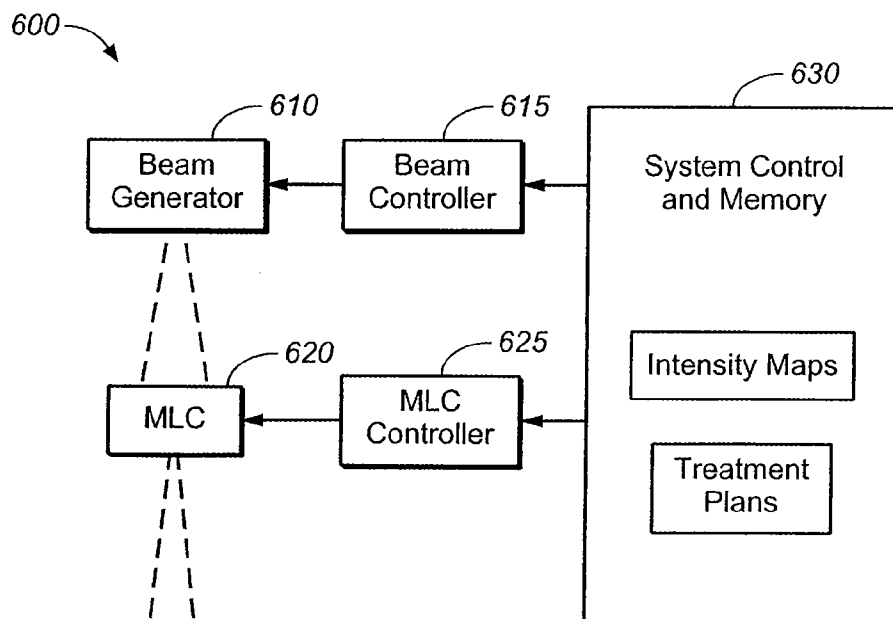 600
610
615
630
Beam
Generator
Beam
Controller
System Control
and Memory
620
625
MLC
MLC
Controller
Intensity Maps
Treatment
Plans